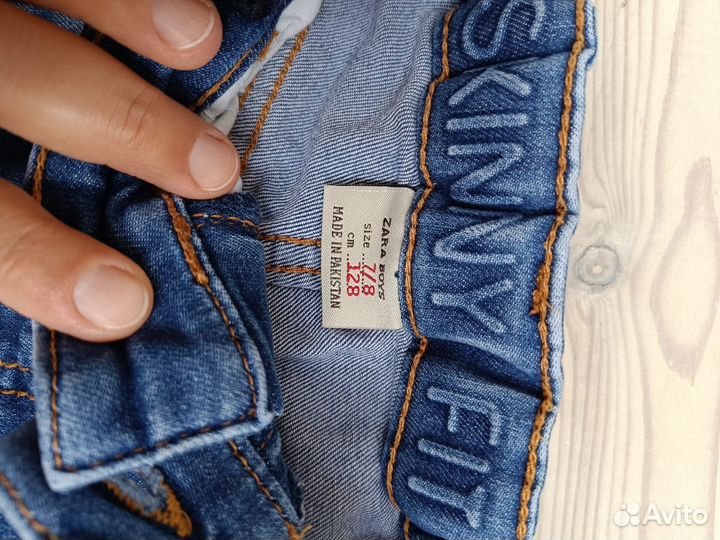 SKINNY FIT
ZARA BOYS
size ....7/8
cm ...128
MADE IN PAKISTAN
Avito